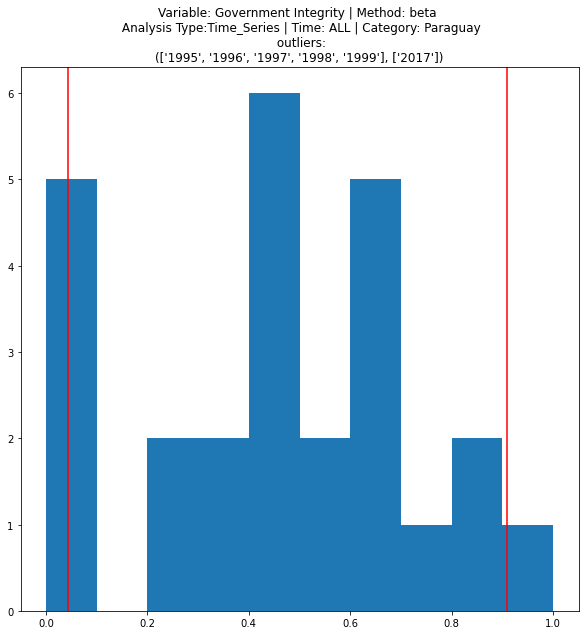 Variable: Government Integrity | Method: beta
Analysis Type:Time_Series | Time: ALL | Category: Paraguay
outliers:
(['1995', '1996', '1997', '1998', '1999'], ['2017'])
6
5
4
3
2
1
0
0.0 0.2 0.4 0.6 0.8 1.0